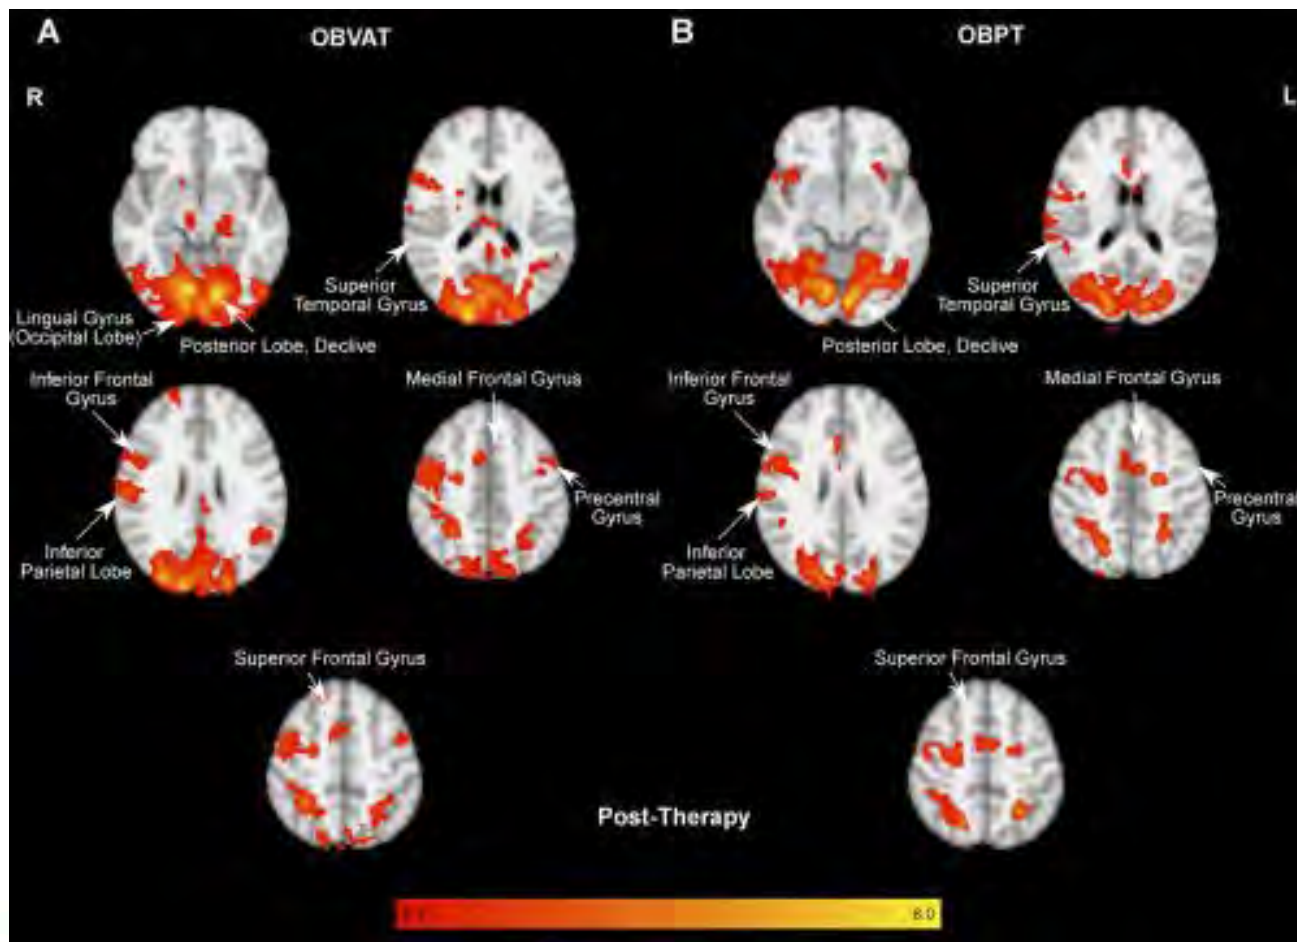 A
OBVAT
B
OBPT
R
L
Superior
Temporal Gyrus
Lingual Gyrus
(Occipital Lobe)
Posterior Lobe, Declive
Superior
Temporal Gyrus
Posterior Lobe, Declive
Inferior Frontal
Gyrus
Medial Frontal Gyrus
Precentral
Gyrus
Inferior
Parietal Lobe
Inferior Frontal
Gyrus
Medial Frontal Gyrus
Precentral
Gyrus
Inferior
Parietal Lobe
Superior Frontal Gyrus
Superior Frontal Gyrus
Post-Therapy
6.0